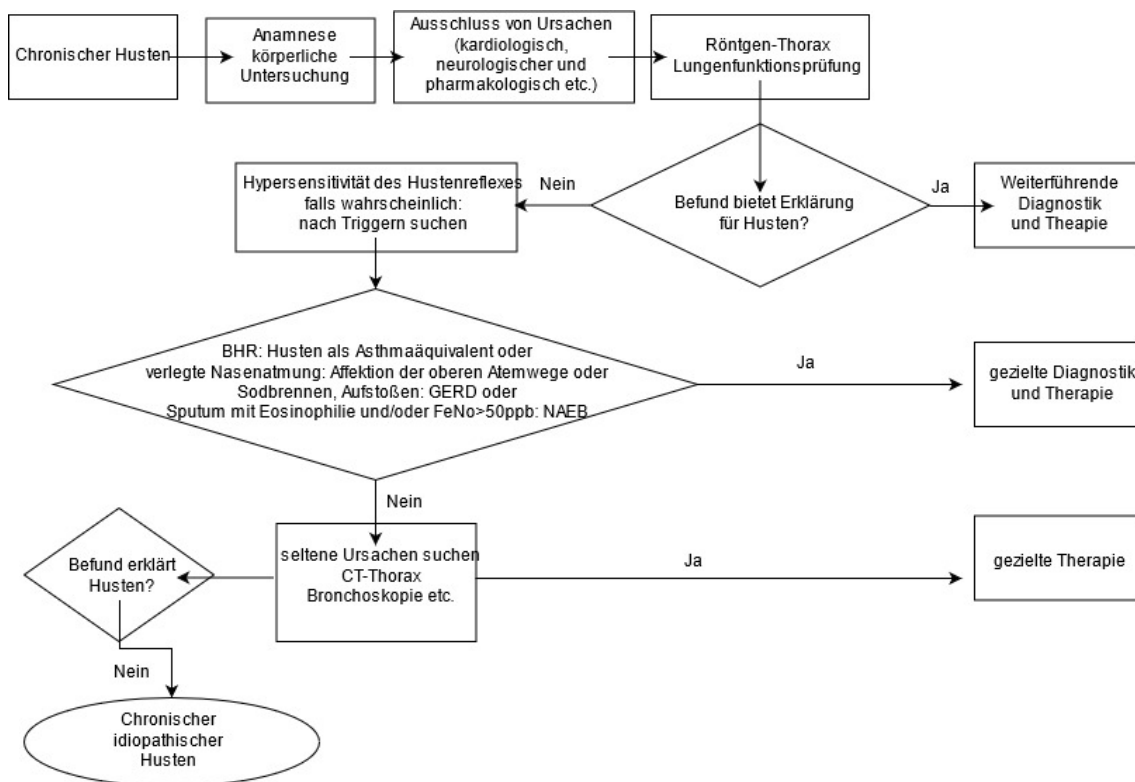 Chronischer Husten
Anamnese
körperliche
Untersuchung
Ausschluss von Ursachen
(kardiologisch,
neurologischer und
pharmakologisch etc.)
Röntgen-Thorax
Lungenfunktionsprüfung
Hypersensitivität des Hustenreflexes
falls wahrscheinlich:
nach Triggern suchen
Nein
Befund bietet Erklärung
für Husten?
Ja
Weiterführende
Diagnostik
und Theapie
BHR: Husten als Asthmaäquivalent oder
verlegte Nasenatmung: Affektion der oberen Atemwege oder
Sodbrennen, Aufstoßen: GERD oder
Sputum mit Eosinophilie und/oder FeNo>50ppb: NAEB
Ja
gezielte Diagnostik
und Therapie
Nein
Befund erklärt
Husten?
seltene Ursachen suchen
CT-Thorax
Bronchoskopie etc.
Ja
gezielte Therapie
Nein
Chronischer
idiopathischer
Husten